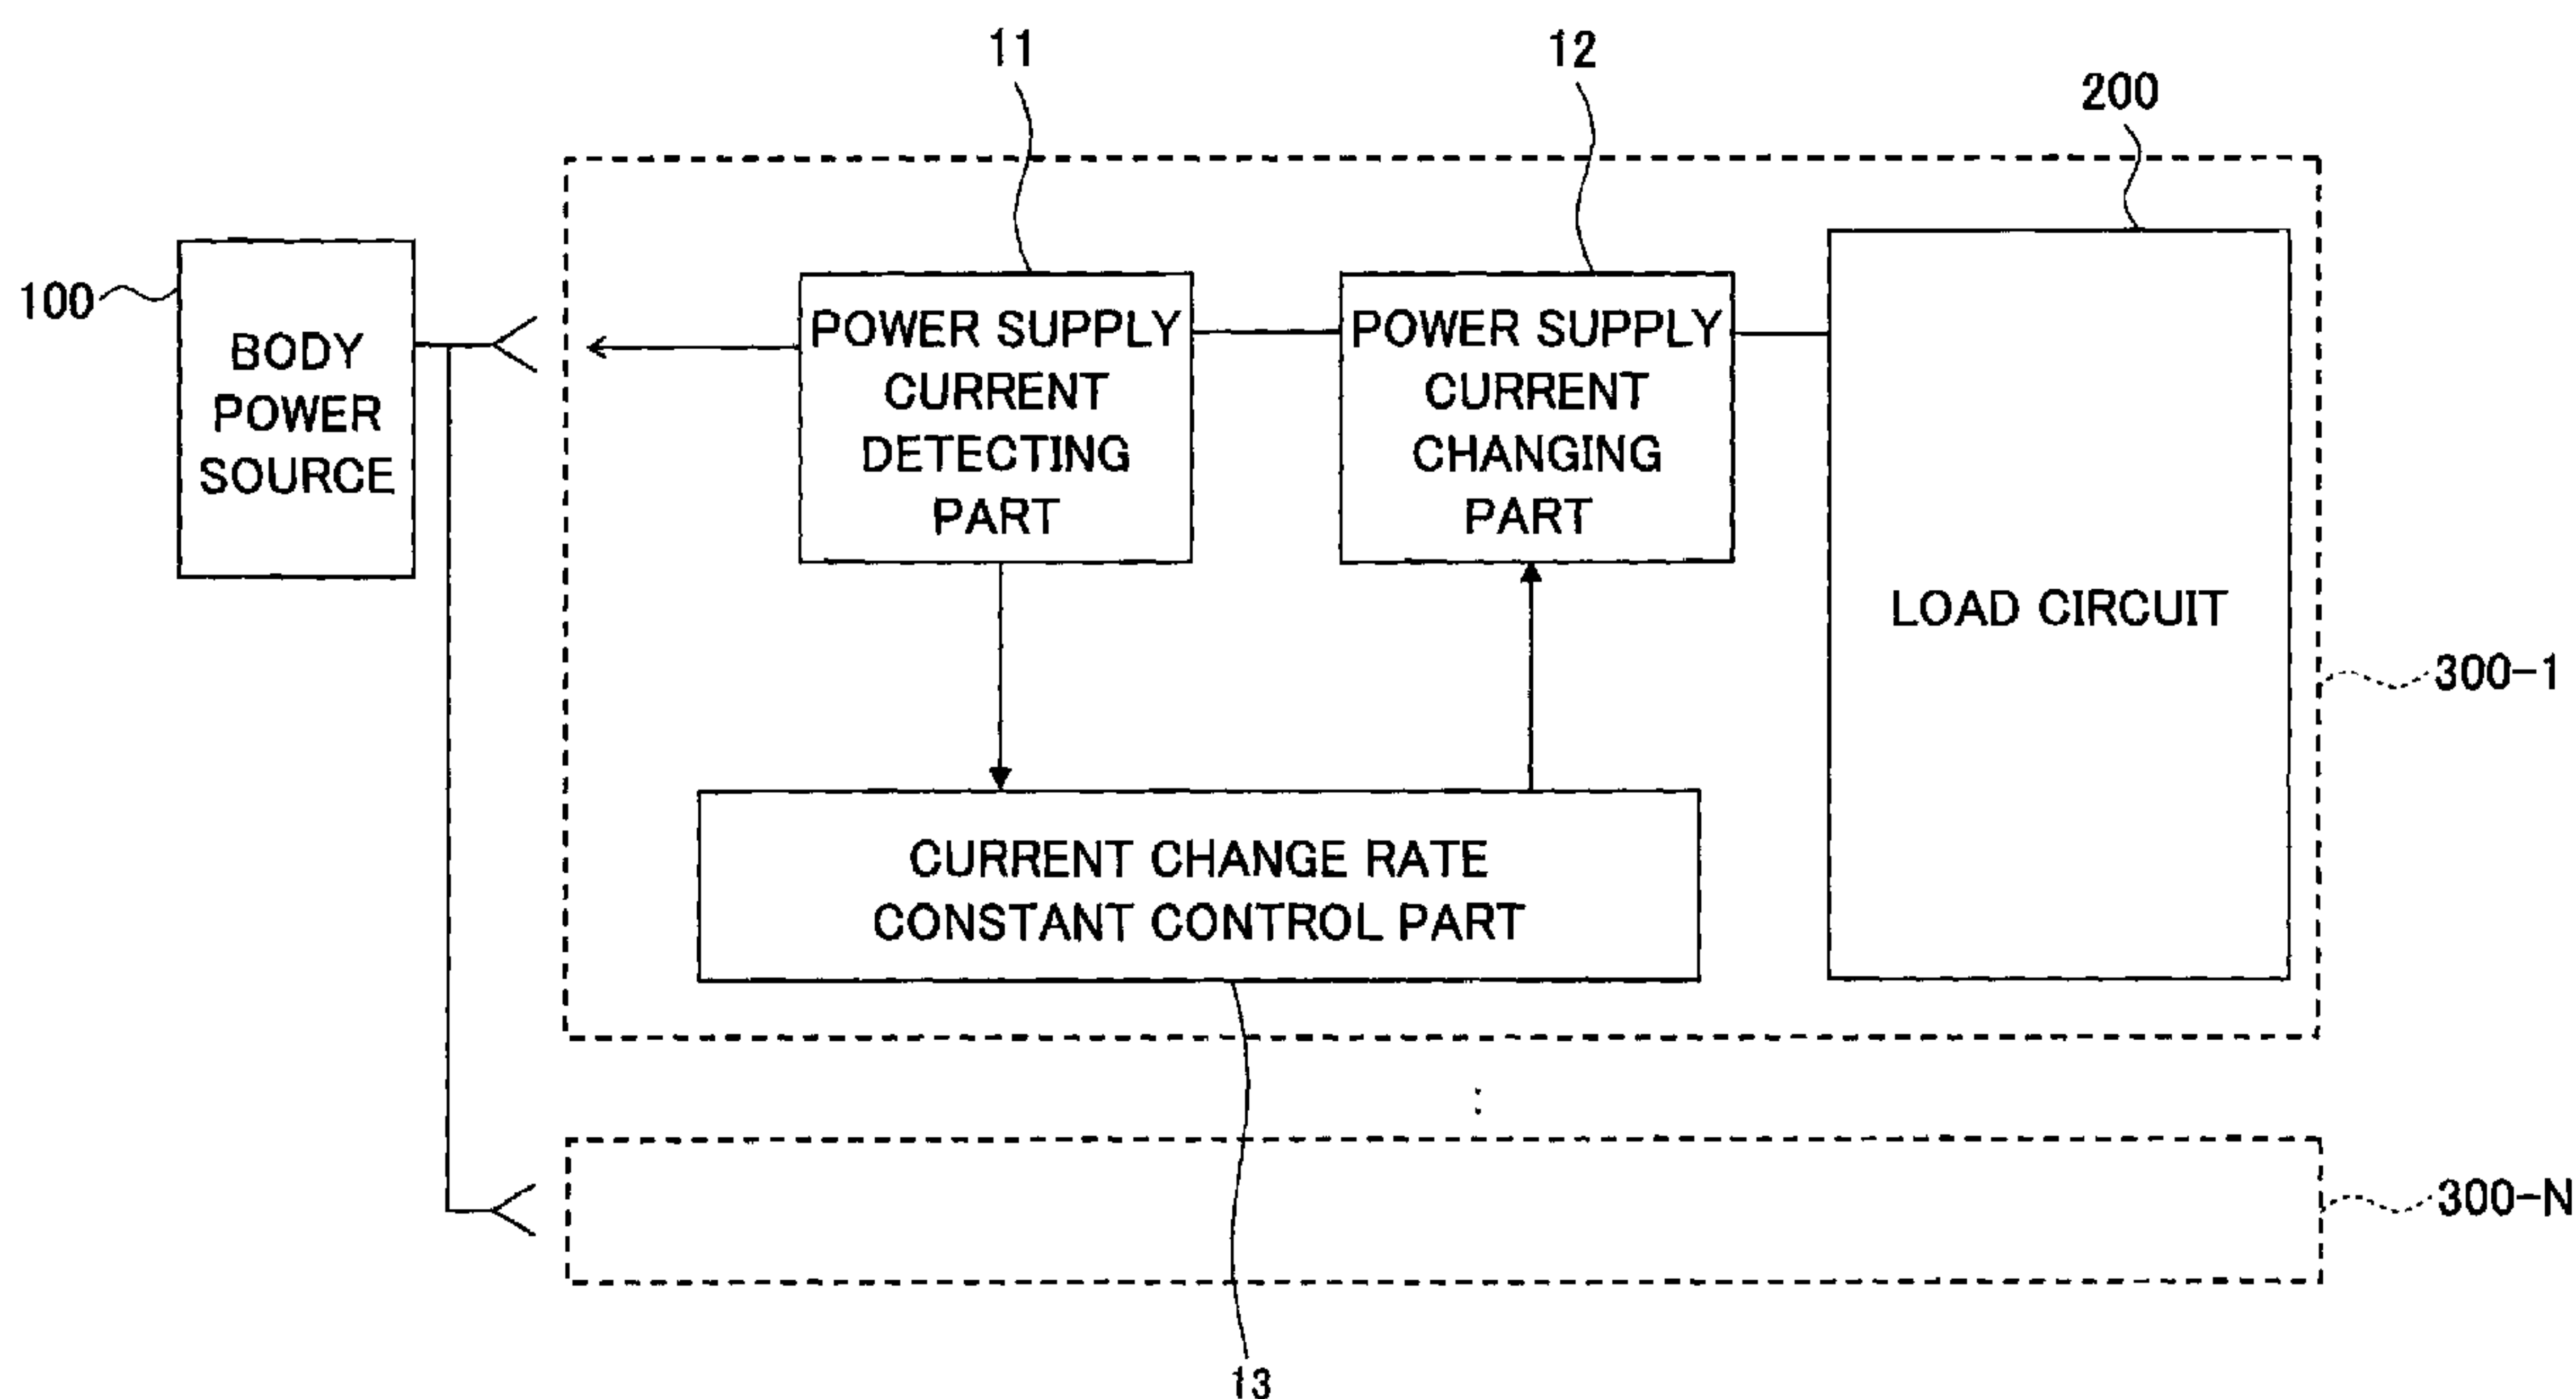 11
12
200
100
BODY
POWER
SOURCE
POWER SUPPLY
CURRENT
DETECTING
PART
POWER SUPPLY
CURRENT
CHANGING
PART
LOAD CIRCUIT
300-1
CURRENT CHANGE RATE
CONSTANT CONTROL PART
300-N
13